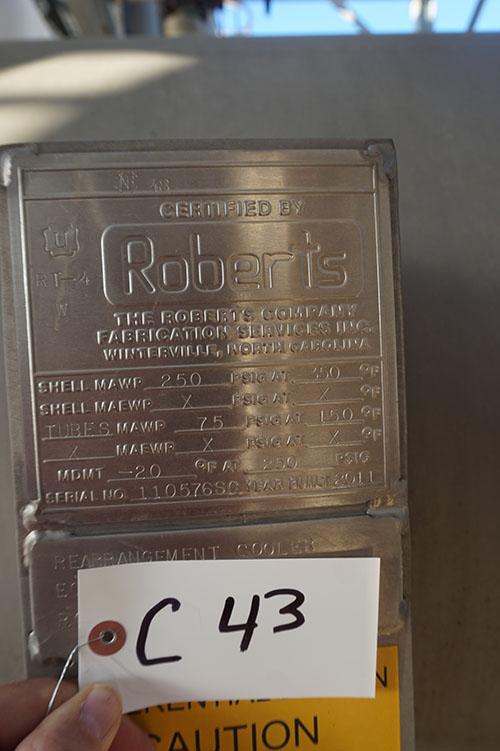 CERTIFIED BY
U
RT-4
W
Roberts
THE ROBERTS COMPANY
FABRICATION SERVICES INC.
WINTERVILLE, NORTH CAROLINA
SHELL MAWP 250 PSIG AT 350 °F
SHELL MAEWP X PSIG AT X °F
TUBES MAWP 75 PSIG AT 150 °F
X MAEWP X PSIG AT X °F
MDMT -20 °F AT 250 PSIG
SERIAL NO. 110576SC YEAR BUILT 2011
REARRANGEMENT COOLER
C 43
CAUTION